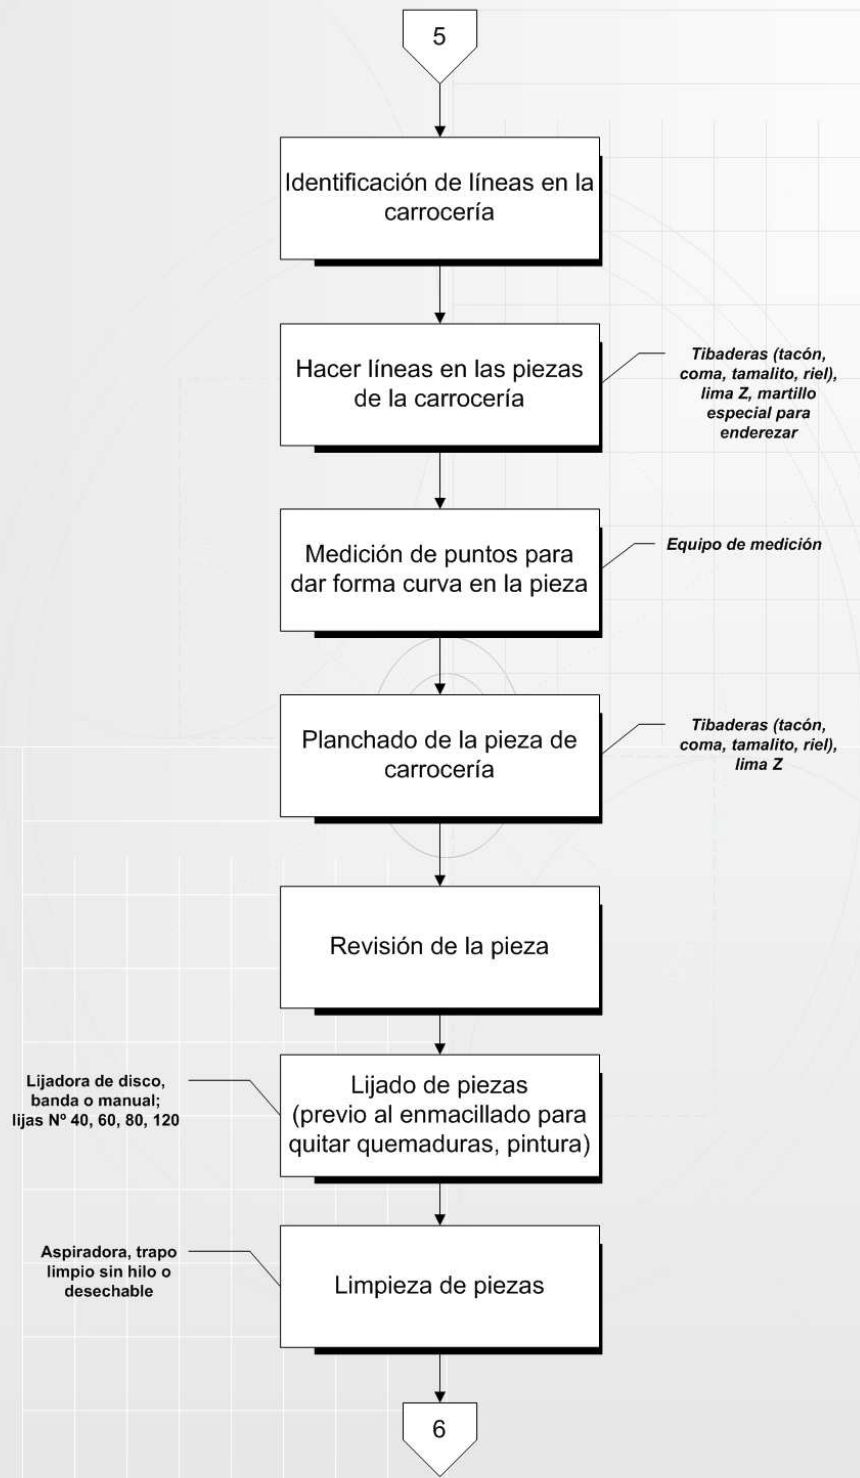 5
Identificación de líneas en la
carrocería
Hacer líneas en las piezas
de la carrocería
Tibaderas (tacón,
coma, tamalito, riel),
lima Z, martillo
especial para
enderezar
Medición de puntos para
dar forma curva en la pieza
Equipo de medición
Planchado de la pieza de
carrocería
Tibaderas (tacón,
coma, tamalito, riel),
lima Z
Revisión de la pieza
Lijadora de disco,
banda o manual;
lijas Nº 40, 60, 80, 120
Lijado de piezas
(previo al enmacillado para
quitar quemaduras, pintura)
Aspiradora, trapo
limpio sin hilo o
desechable
Limpieza de piezas
6